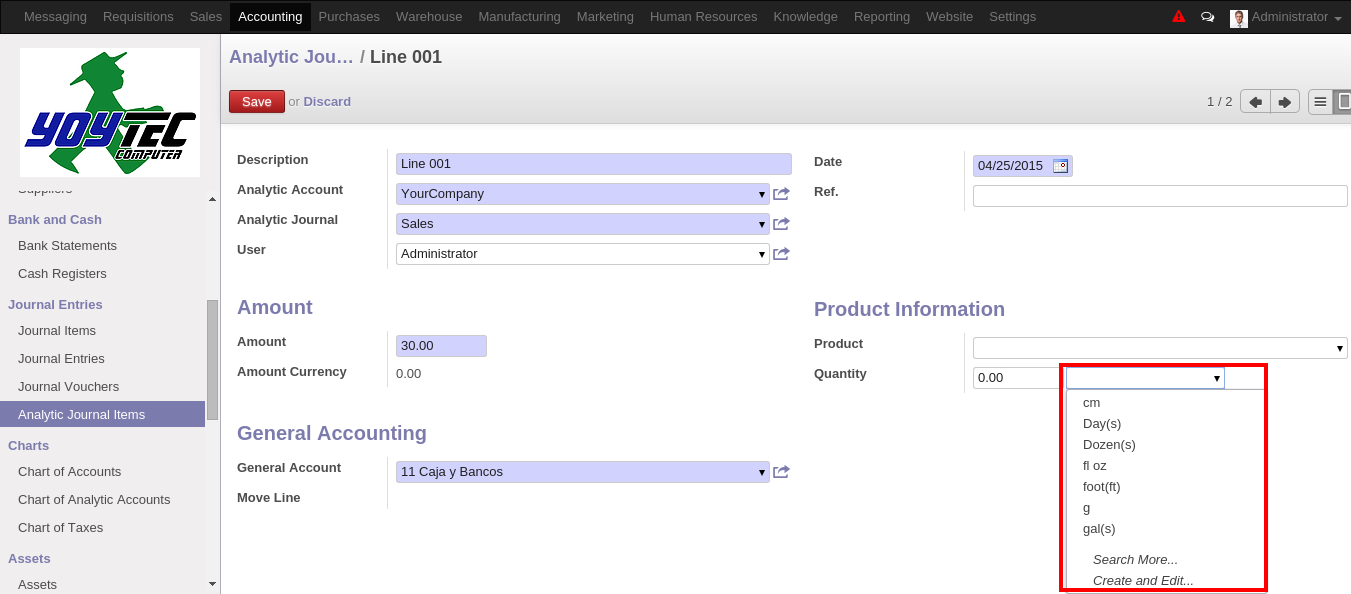 Messaging Requisitions Sales Accounting Purchases Warehouse Manufacturing Marketing Human Resources Knowledge Reporting Website Settings Administrator
YOYTEC
COMPUTER
Suppliers
Bank and Cash
Bank Statements
Cash Registers
Journal Entries
Journal Items
Journal Entries
Journal Vouchers
Analytic Journal Items
Charts
Chart of Accounts
Chart of Analytic Accounts
Chart of Taxes
Assets
Assets
Analytic Jou… / Line 001
Save or Discard
1 / 2
Description Line 001
Analytic Account YourCompany
Analytic Journal Sales
User Administrator
Date 04/25/2015
Ref.
Amount
Amount 30.00
Amount Currency 0.00
Product Information
Product
Quantity 0.00
cm
Day(s)
Dozen(s)
fl oz
foot(ft)
g
gal(s)
Search More...
Create and Edit...
General Accounting
General Account 11 Caja y Bancos
Move Line